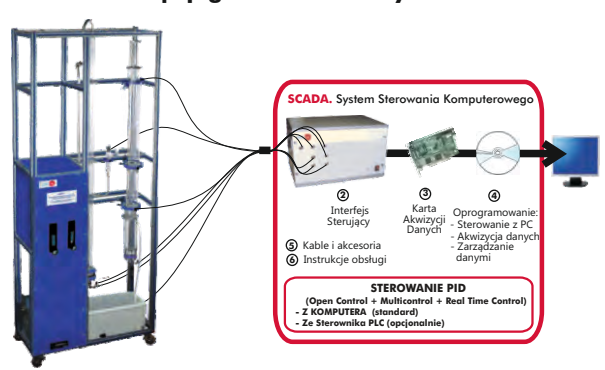 SCADA. System Sterowania Komputerowego
②
Interfejs
Sterujący
③
Karta
Akwizycji
Danych
④
Oprogramowanie:
- Sterowanie z PC
- Akwizycja danych
- Zarządzanie
danymi
⑤ Kable i akcesoria
⑥ Instrukcje obsługi
STEROWANIE PID
(Open Control + Multicontrol + Real Time Control)
- Z KOMPUTERA (standard)
- Ze Sterownika PLC (opcjonalnie)